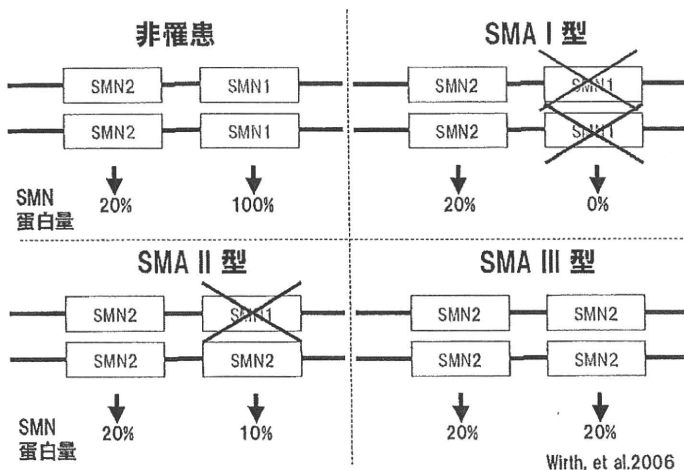 非罹患
SMN2 SMN1
SMN2 SMN1
SMN
蛋白量
20% 100%
SMA I 型
SMN2 SMN1
SMN2 SMN1
20% 0%
SMA II 型
SMN2 SMN1
SMN2 SMN2
SMN
蛋白量
20% 10%
SMA III 型
SMN2 SMN2
SMN2 SMN2
20% 20%
Wirth, et al.2006